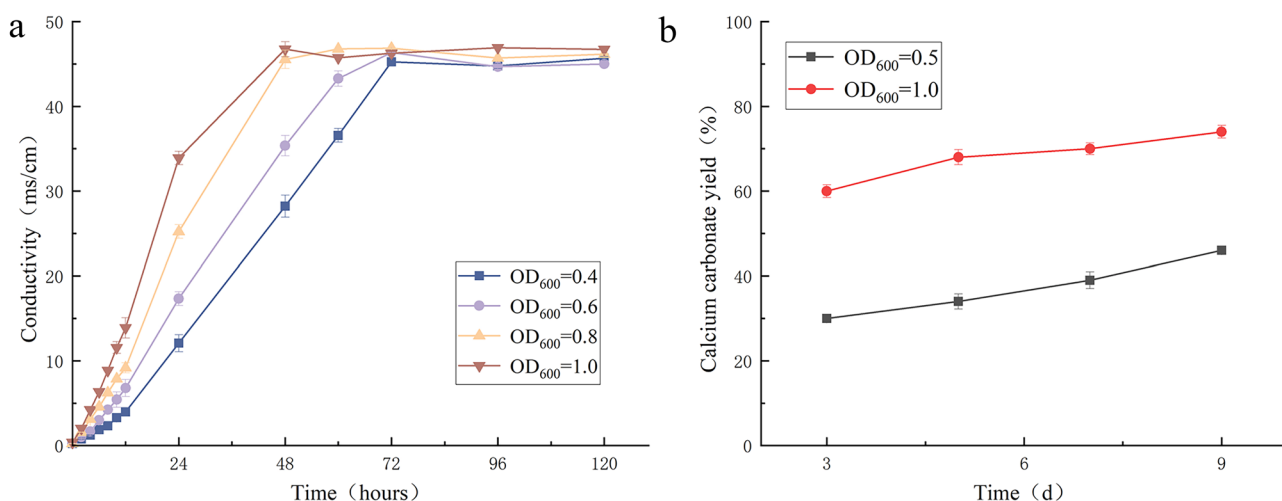 a
50
40
30
20
10
0
Conductivity（ms/cm）
24
48
72
96
120
Time（hours）
OD600=0.4
OD600=0.6
OD600=0.8
OD600=1.0
b
100
80
60
40
20
0
Calcium carbonate yield（%）
3
6
9
Time（d）
OD600=0.5
OD600=1.0